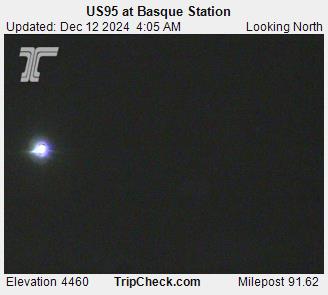 US95 at Basque Station
Updated: Dec 12 2024 4:05 AM Looking North
Elevation 4460 TripCheck.com Milepost 91.62